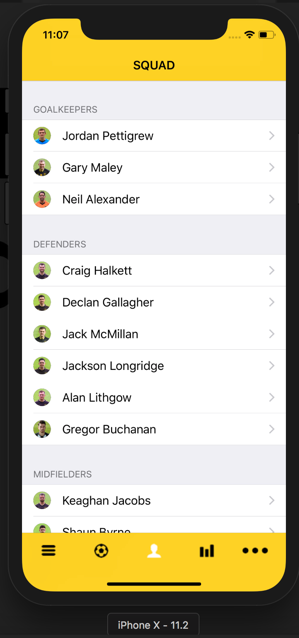 11:07
SQUAD
GOALKEEPERS
Jordan Pettigrew
Gary Maley
Neil Alexander
DEFENDERS
Craig Halkett
Declan Gallagher
Jack McMillan
Jackson Longridge
Alan Lithgow
Gregor Buchanan
MIDFIELDERS
Keaghan Jacobs
Shaun Byrne
iPhone X - 11.2